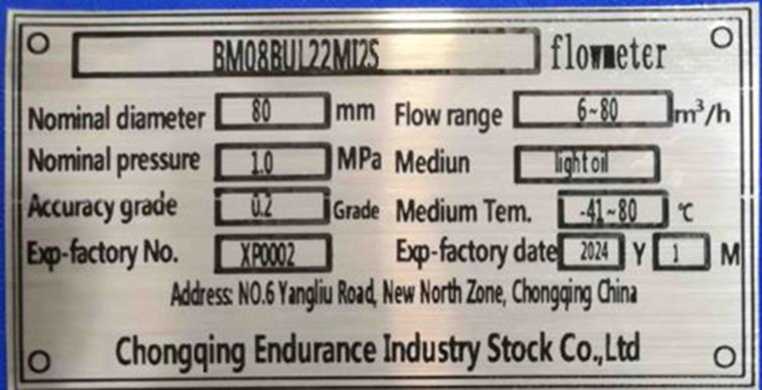 BM08BUL22MI2S flowmeter
Nominal diameter 80 mm Flow range 6~80 m³/h
Nominal pressure 1.0 MPa Mediun light oil
Accuracy grade 0.2 Grade Medium Tem. -41~80 ℃
Exp-factory No. XP0002 Exp-factory date 2024 Y 1 M
Address: NO.6 Yangliu Road, New North Zone, Chongqing China
Chongqing Endurance Industry Stock Co.,Ltd